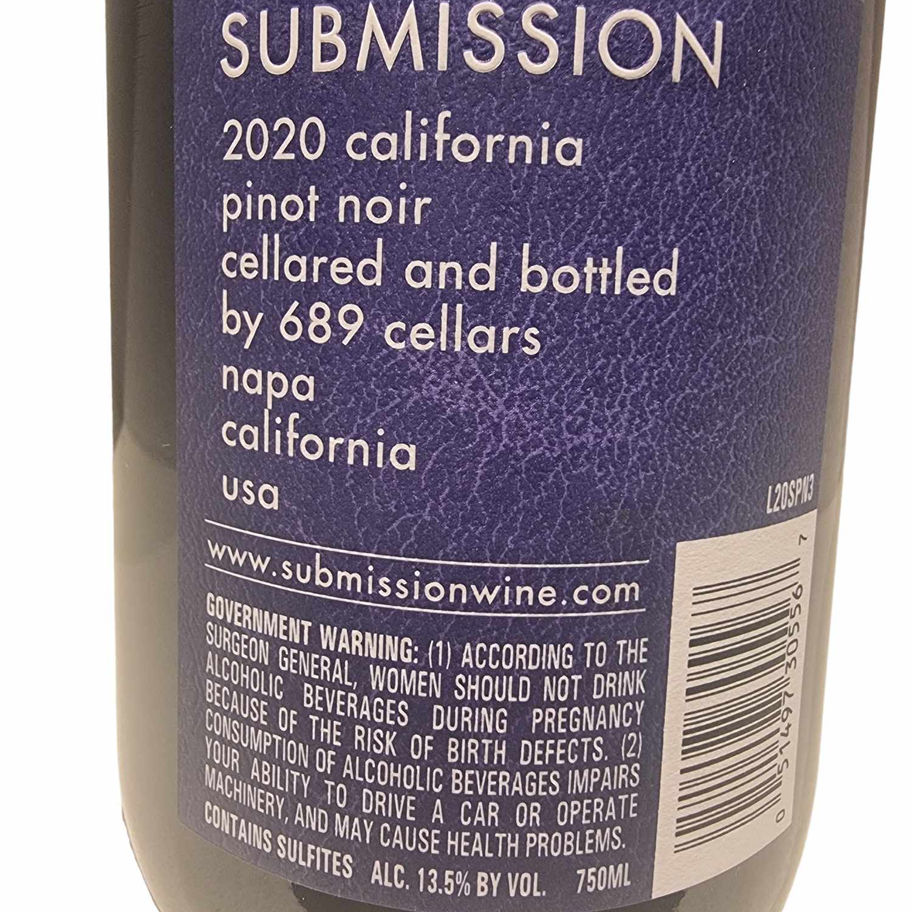 SUBMISSION
2020 california
pinot noir
cellared and bottled
by 689 cellars
napa
california
usa
L20SPN3
www.submissionwine.com
GOVERNMENT WARNING: (1) ACCORDING TO THE
SURGEON GENERAL, WOMEN SHOULD NOT DRINK
ALCOHOLIC BEVERAGES DURING PREGNANCY
BECAUSE OF THE RISK OF BIRTH DEFECTS. (2)
CONSUMPTION OF ALCOHOLIC BEVERAGES IMPAIRS
YOUR ABILITY TO DRIVE A CAR OR OPERATE
MACHINERY, AND MAY CAUSE HEALTH PROBLEMS.
CONTAINS SULFITES ALC. 13.5% BY VOL. 750ML
0 51497 30556 7